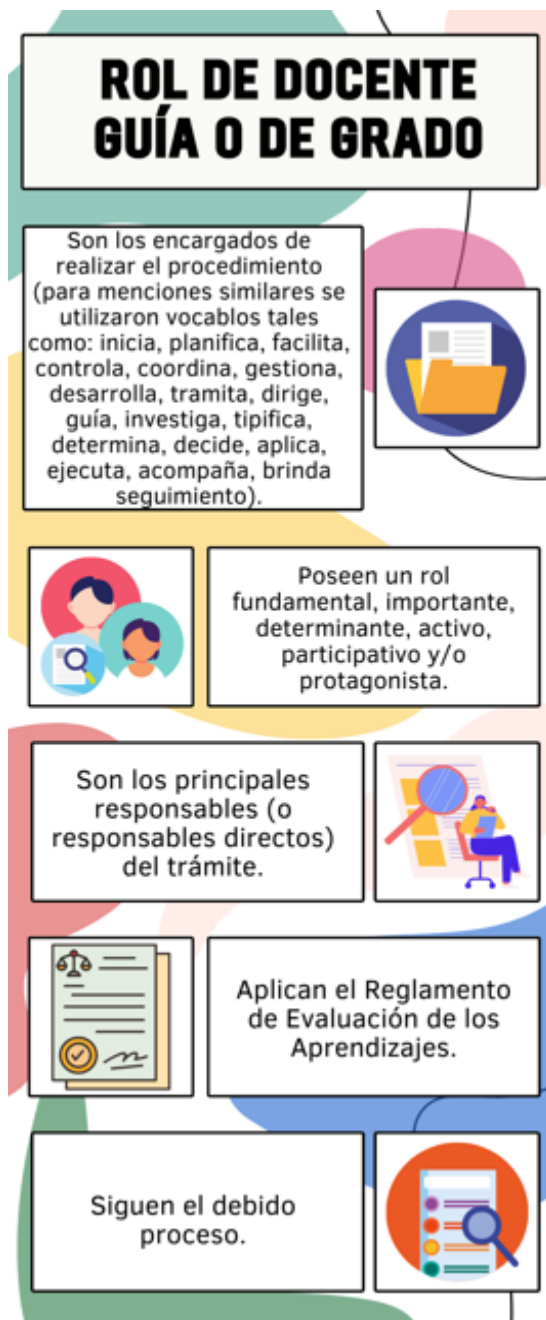 ROL DE DOCENTE
GUÍA O DE GRADO
Son los encargados de
realizar el procedimiento
(para menciones similares se
utilizaron vocablos tales
como: inicia, planifica, facilita,
controla, coordina, gestiona,
desarrolla, tramita, dirige,
guía, investiga, tipifica,
determina, decide, aplica,
ejecuta, acompaña, brinda
seguimiento).
Poseen un rol
fundamental, importante,
determinante, activo,
participativo y/o
protagonista.
Son los principales
responsables (o
responsables directos)
del trámite.
Aplican el Reglamento
de Evaluación de los
Aprendizajes.
Siguen el debido
proceso.